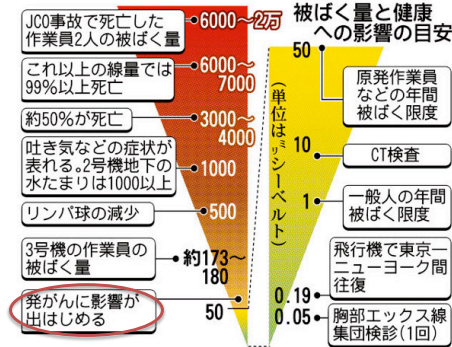 被ばく量と健康
への影響の目安
(単位はミリシーベルト)
JCO事故で死亡した
作業員2人の被ばく量
6000〜2万
これ以上の線量では
99%以上死亡
6000〜
7000
約50%が死亡
3000〜
4000
吐き気などの症状が
表れる。2号機地下の
水たまりは1000以上
1000
リンパ球の減少
500
3号機の作業員の
被ばく量
約173〜
180
発がんに影響が
出はじめる
50
50
原発作業員
などの年間
被ばく限度
10
CT検査
1
一般人の年間
被ばく限度
飛行機で東京ー
ニューヨーク間
往復
0.19
0.05
胸部エックス線
集団検診(1回)